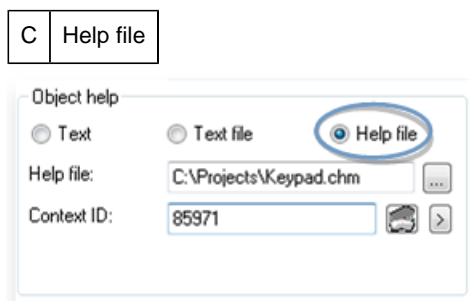 C Help file
Object help
Text Text file Help file
Help file: C:\Projects\Keypad.chm ...
Context ID: 85971 >